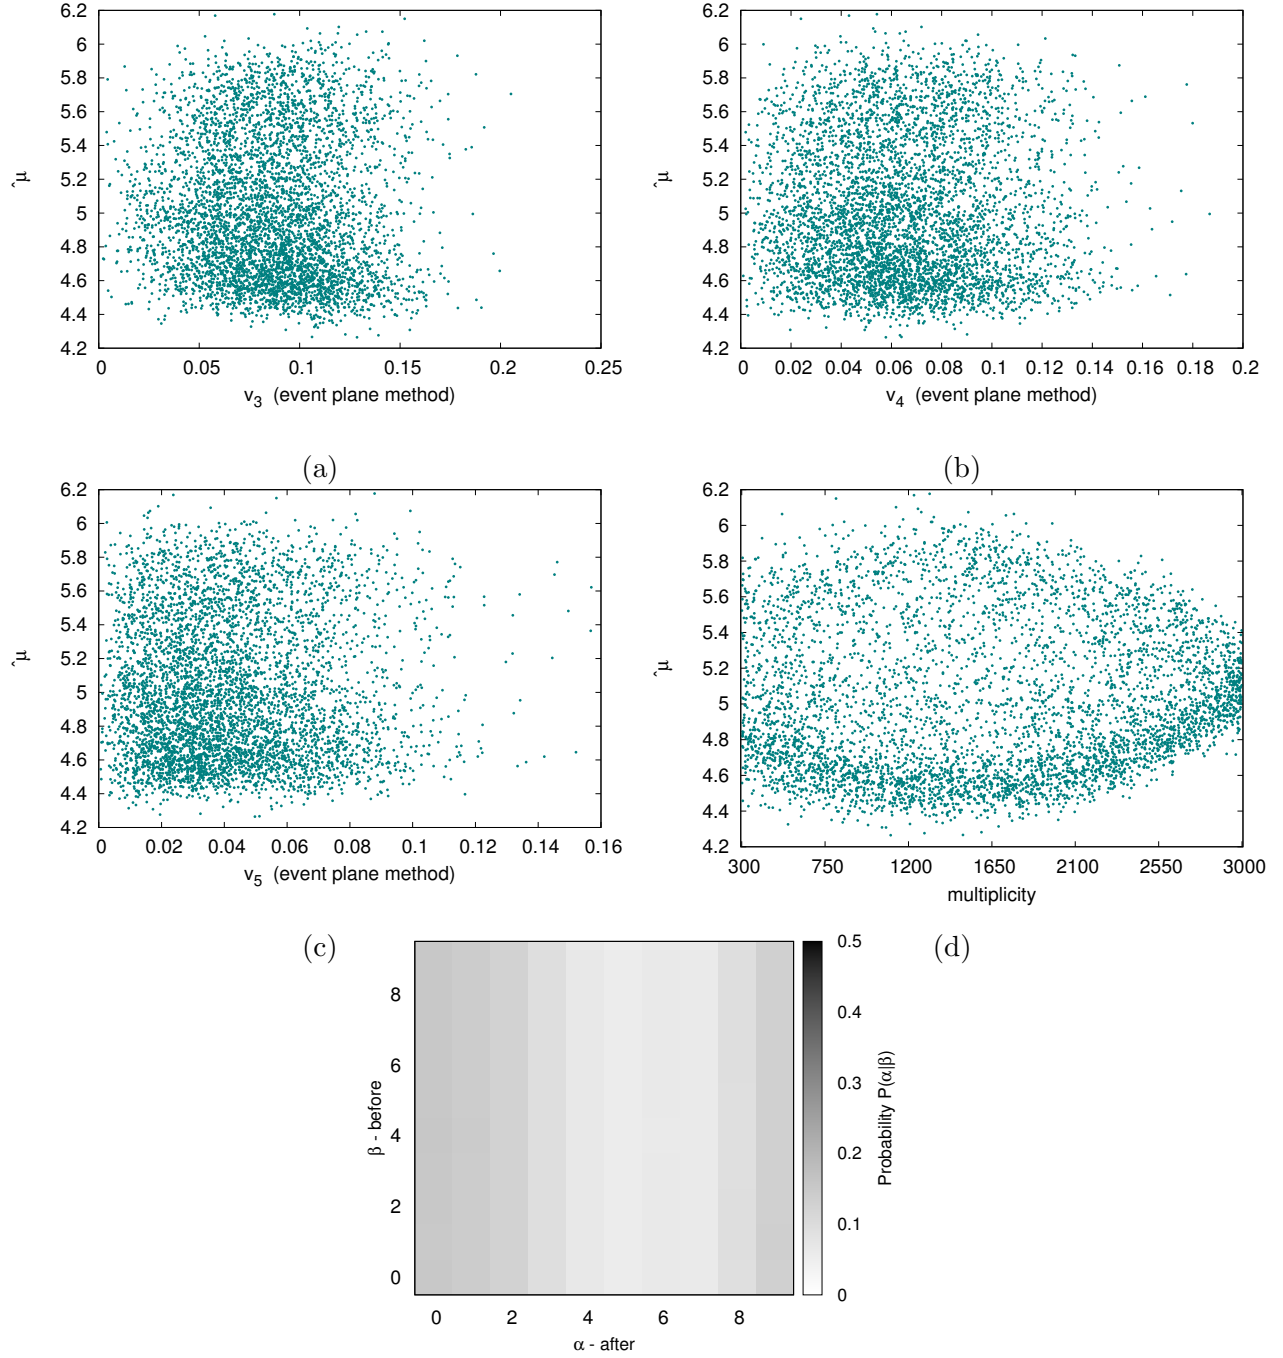 6.2
6
5.8
5.6
5.4
5.2
5
4.8
4.6
4.4
4.2
ˆμ
0 0.05 0.1 0.15 0.2 0.25
v3 (event plane method)
(a)
6.2
6
5.8
5.6
5.4
5.2
5
4.8
4.6
4.4
4.2
ˆμ
0 0.02 0.04 0.06 0.08 0.1 0.12 0.14 0.16 0.18 0.2
v4 (event plane method)
(b)
6.2
6
5.8
5.6
5.4
5.2
5
4.8
4.6
4.4
4.2
ˆμ
0 0.02 0.04 0.06 0.08 0.1 0.12 0.14 0.16
v5 (event plane method)
(c)
6.2
6
5.8
5.6
5.4
5.2
5
4.8
4.6
4.4
4.2
ˆμ
300 750 1200 1650 2100 2550 3000
multiplicity
(d)
8
6
4
2
0
β - before
0 2 4 6 8
α - after
0.5
0.4
0.3
0.2
0.1
0
Probability P(α|β)